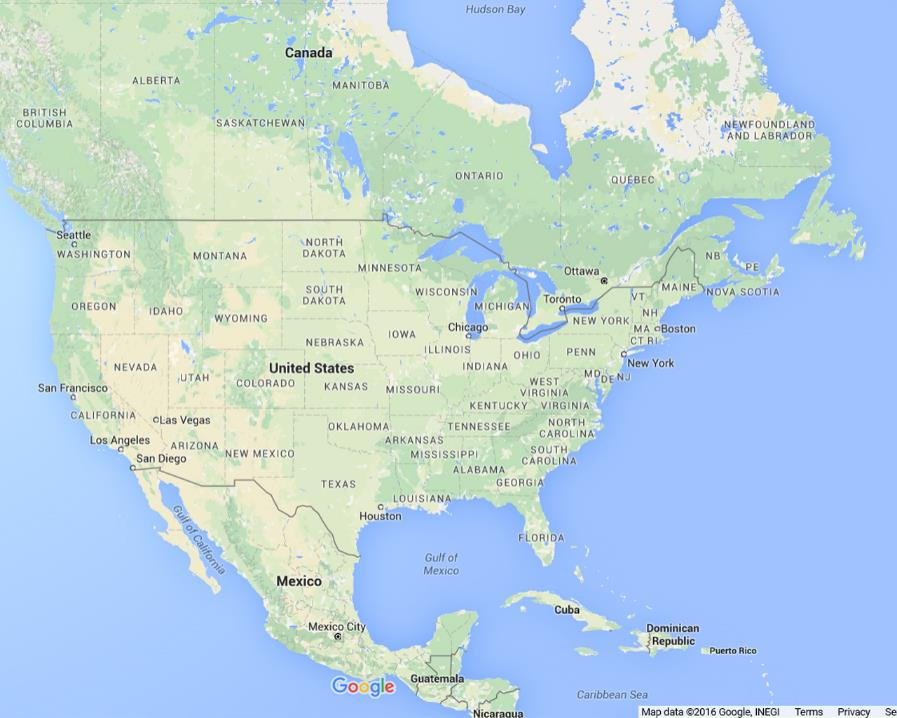 Hudson Bay
Canada
ALBERTA
MANITOBA
BRITISH
COLUMBIA
SASKATCHEWAN
NEWFOUNDLAND
AND LABRADOR
ONTARIO
QUÉBEC
Seattle
WASHINGTON
MONTANA
NORTH
DAKOTA
MINNESOTA
Ottawa
NB
PE
MAINE
NOVA SCOTIA
OREGON
IDAHO
WYOMING
SOUTH
DAKOTA
WISCONSIN
MICHIGAN
Toronto
VT
NH
NEW YORK
MA
Boston
CT RI
Chicago
IOWA
NEBRASKA
ILLINOIS
INDIANA
OHIO
PENN
New York
NEVADA
UTAH
COLORADO
United States
KANSAS
MISSOURI
WEST
VIRGINIA
MD
DE
NJ
San Francisco
CALIFORNIA
Las Vegas
KENTUCKY
VIRGINIA
OKLAHOMA
TENNESSEE
NORTH
CAROLINA
Los Angeles
ARIZONA
NEW MEXICO
ARKANSAS
MISSISSIPPI
SOUTH
CAROLINA
San Diego
ALABAMA
GEORGIA
TEXAS
LOUISIANA
Houston
Gulf of California
FLORIDA
Gulf of
Mexico
Mexico
Cuba
Mexico City
Dominican
Republic
Puerto Rico
Guatemala
Google
Caribbean Sea
Nicaragua
Map data ©2016 Google, INEGI Terms Privacy Se